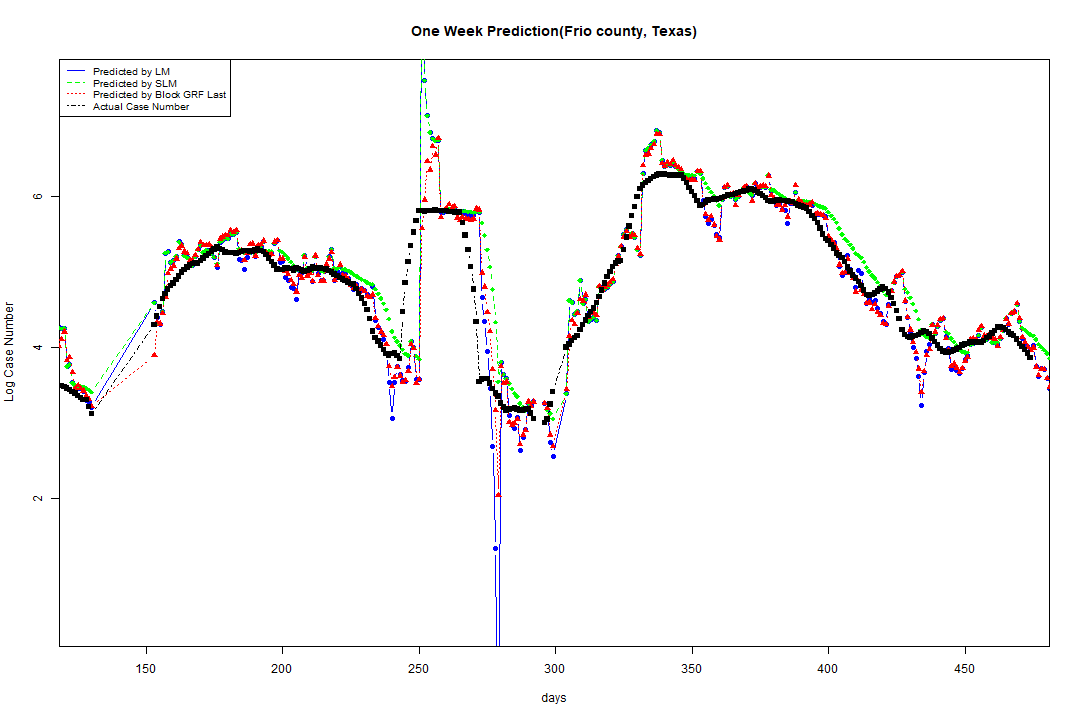 One Week Prediction(Frio county, Texas)
Predicted by LM
Predicted by SLM
Predicted by Block GRF Last
Actual Case Number
6
4
2
Log Case Number
150 200 250 300 350 400 450
days